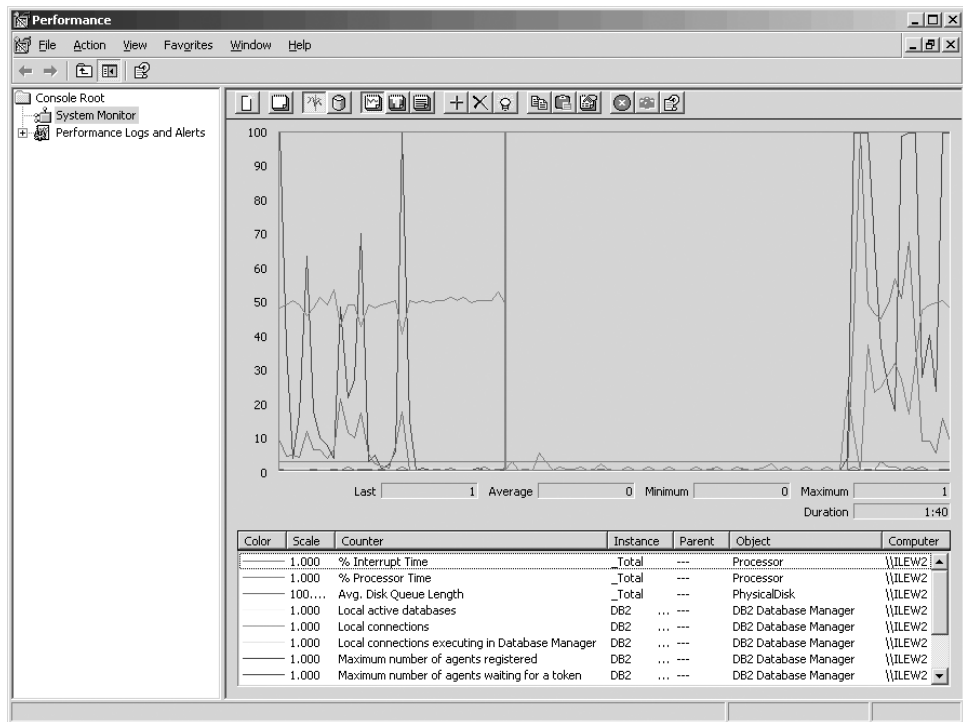 Performance
File Action View Favorites Window Help
Console Root
System Monitor
Performance Logs and Alerts
100
90
80
70
60
50
40
30
20
10
0
Last 1 Average 0 Minimum 0 Maximum 1
Duration 1:40
Color Scale Counter Instance Parent Object Computer
1.000 % Interrupt Time _Total --- Processor \\ILEW2
1.000 % Processor Time _Total --- Processor \\ILEW2
100.... Avg. Disk Queue Length _Total --- PhysicalDisk \\ILEW2
1.000 Local active databases DB2 ... --- DB2 Database Manager \\ILEW2
1.000 Local connections DB2 ... --- DB2 Database Manager \\ILEW2
1.000 Local connections executing in Database Manager DB2 ... --- DB2 Database Manager \\ILEW2
1.000 Maximum number of agents registered DB2 ... --- DB2 Database Manager \\ILEW2
1.000 Maximum number of agents waiting for a token DB2 ... --- DB2 Database Manager \\ILEW2